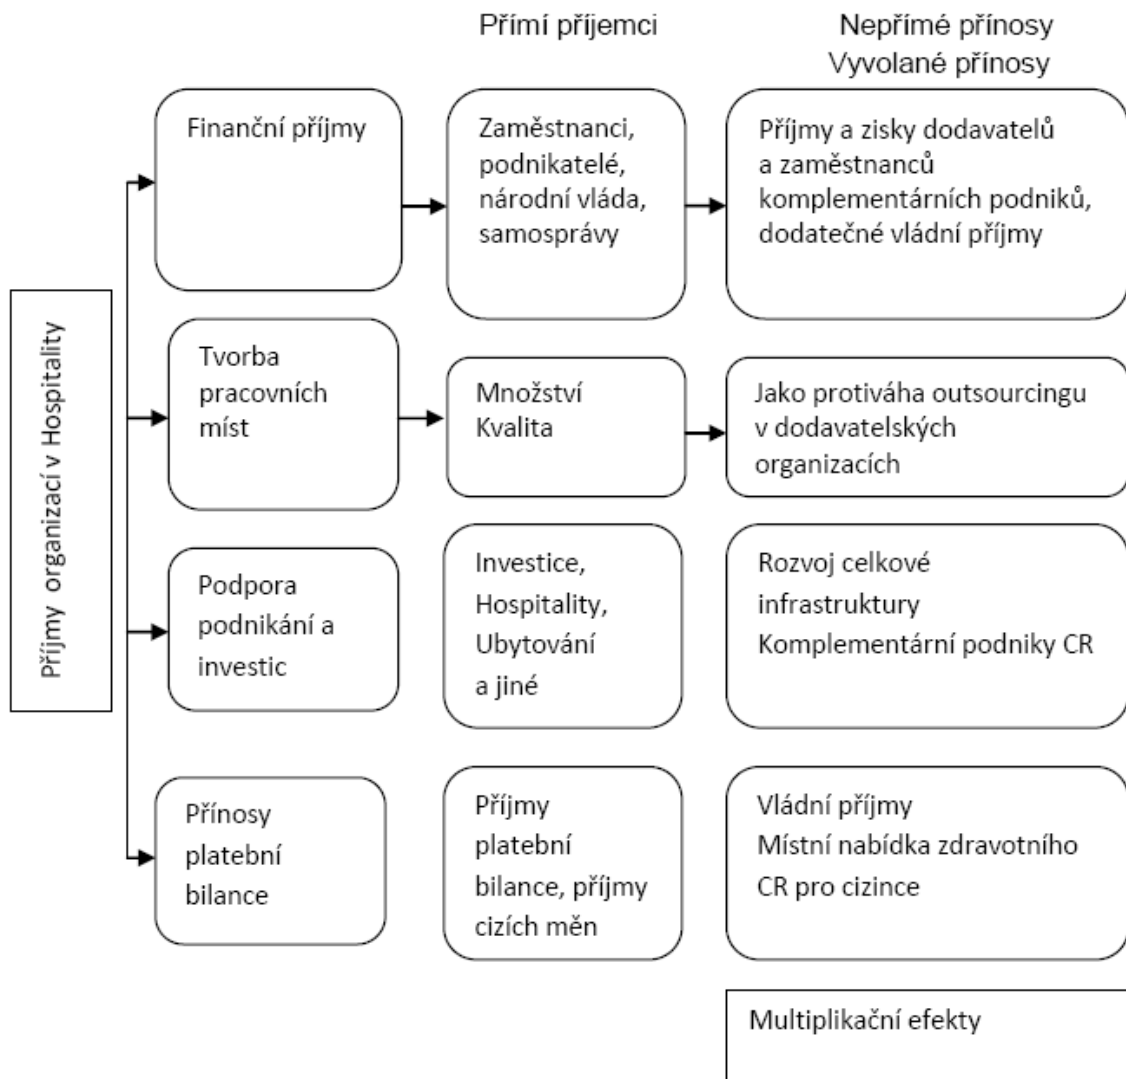 Přímí příjemci
Nepřímé přínosy
Vyvolané přínosy
Příjmy organizací v Hospitality
Finanční příjmy
Zaměstnanci,
podnikatelé,
národní vláda,
samosprávy
Příjmy a zisky dodavatelů
a zaměstnanců
komplementárních podniků,
dodatečné vládní příjmy
Tvorba
pracovních
míst
Množství
Kvalita
Jako protiváha outsourcingu
v dodavatelských
organizacích
Podpora
podnikání a
investic
Investice,
Hospitality,
Ubytování
a jiné
Rozvoj celkové
infrastruktury
Komplementární podniky CR
Přínosy
platební
bilance
Příjmy
platební
bilance, příjmy
cizích měn
Vládní příjmy
Místní nabídka zdravotního
CR pro cizince
Multiplikační efekty